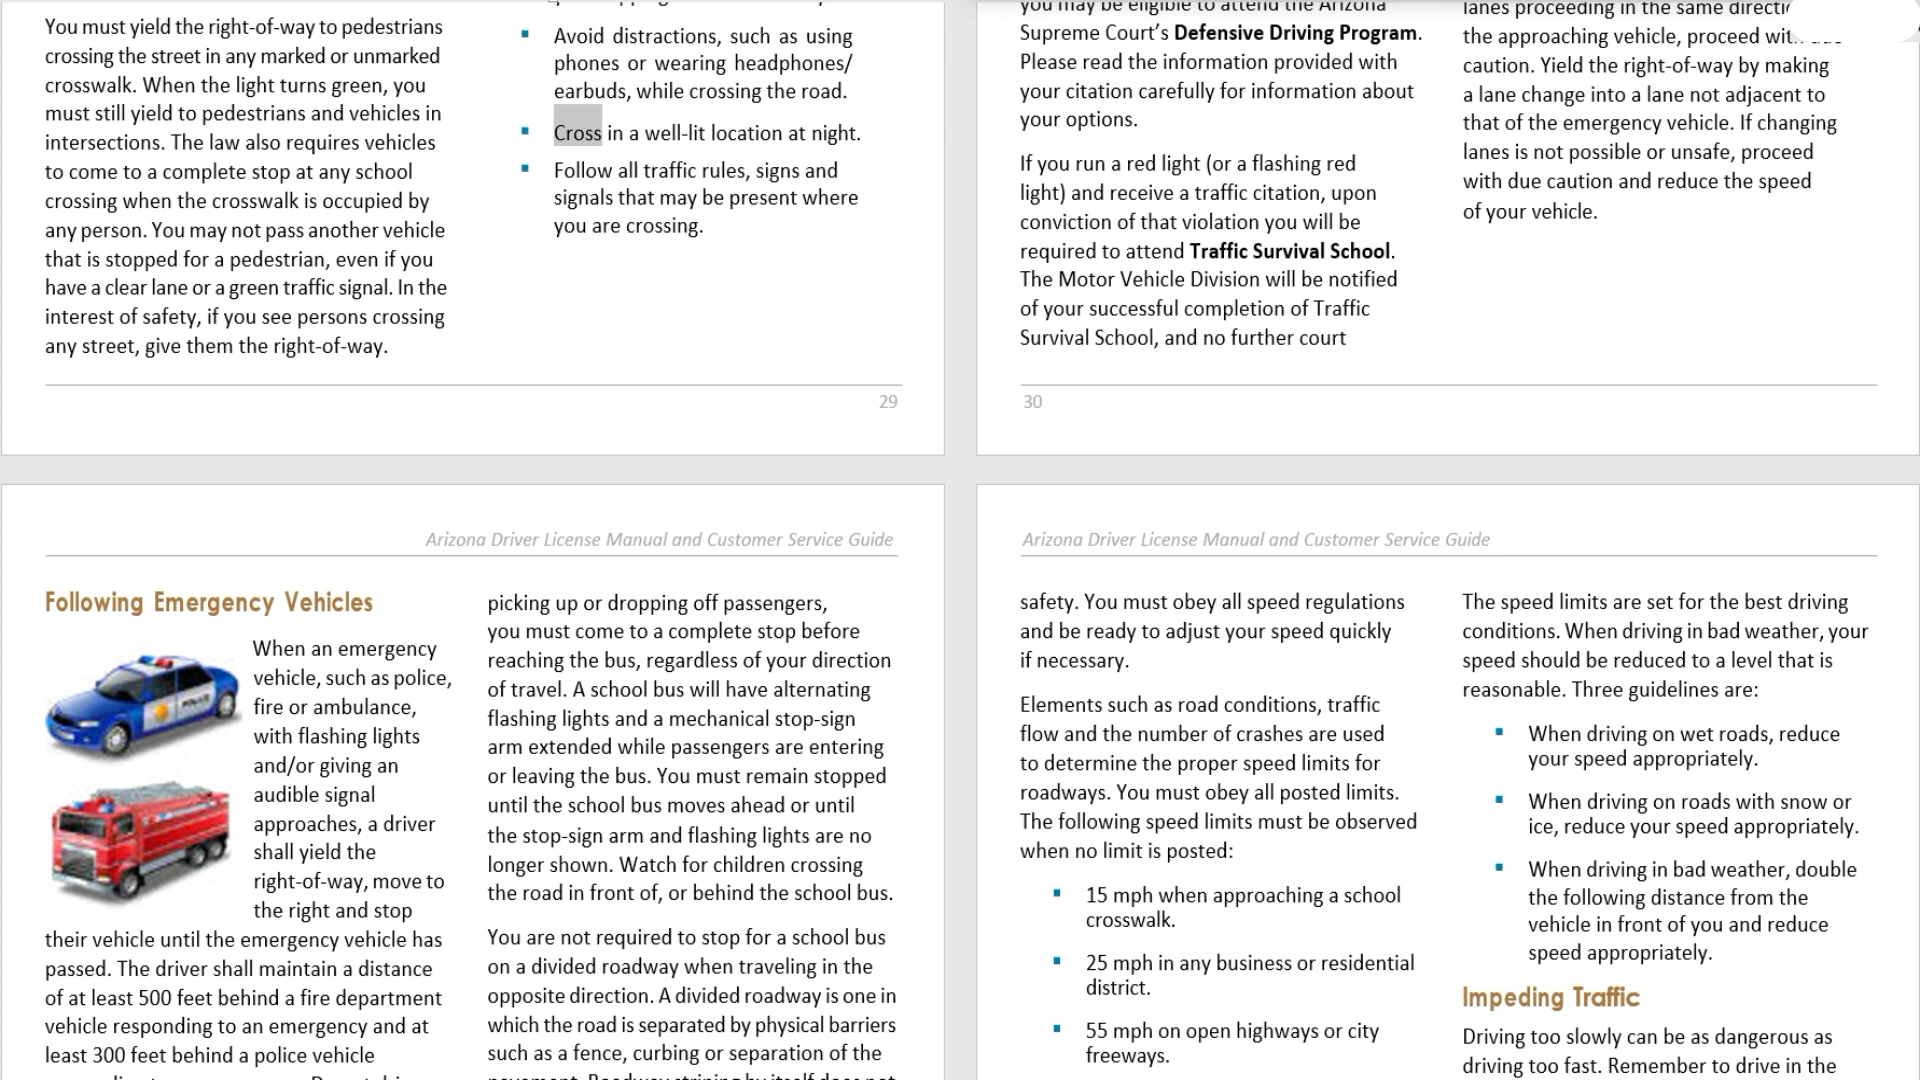 You must yield the right-of-way to pedestrians
crossing the street in any marked or unmarked
crosswalk. When the light turns green, you
must still yield to pedestrians and vehicles in
intersections. The law also requires vehicles
to come to a complete stop at any school
crossing when the crosswalk is occupied by
any person. You may not pass another vehicle
that is stopped for a pedestrian, even if you
have a clear lane or a green traffic signal. In the
interest of safety, if you see persons crossing
any street, give them the right-of-way.
▪ Avoid distractions, such as using
phones or wearing headphones/
earbuds, while crossing the road.
▪ Cross in a well-lit location at night.
▪ Follow all traffic rules, signs and
signals that may be present where
you are crossing.
29
you may be eligible to attend the Arizona
Supreme Court’s Defensive Driving Program.
Please read the information provided with
your citation carefully for information about
your options.
If you run a red light (or a flashing red
light) and receive a traffic citation, upon
conviction of that violation you will be
required to attend Traffic Survival School.
The Motor Vehicle Division will be notified
of your successful completion of Traffic
Survival School, and no further court
lanes proceeding in the same
the approaching vehicle, proceed
caution. Yield the right-of-way by making
a lane change into a lane not adjacent to
that of the emergency vehicle. If changing
lanes is not possible or unsafe, proceed
with due caution and reduce the speed
of your vehicle.
30
Arizona Driver License Manual and Customer Service Guide
Following Emergency Vehicles
When an emergency
vehicle, such as police,
fire or ambulance,
with flashing lights
and/or giving an
audible signal
approaches, a driver
shall yield the
right-of-way, move to
the right and stop
their vehicle until the emergency vehicle has
passed. The driver shall maintain a distance
of at least 500 feet behind a fire department
vehicle responding to an emergency and at
least 300 feet behind a police vehicle
picking up or dropping off passengers,
you must come to a complete stop before
reaching the bus, regardless of your direction
of travel. A school bus will have alternating
flashing lights and a mechanical stop-sign
arm extended while passengers are entering
or leaving the bus. You must remain stopped
until the school bus moves ahead or until
the stop-sign arm and flashing lights are no
longer shown. Watch for children crossing
the road in front of, or behind the school bus.
You are not required to stop for a school bus
on a divided roadway when traveling in the
opposite direction. A divided roadway is one in
which the road is separated by physical barriers
such as a fence, curbing or separation of the
pavement. Roadway striping by itself does not
Arizona Driver License Manual and Customer Service Guide
safety. You must obey all speed regulations
and be ready to adjust your speed quickly
if necessary.
Elements such as road conditions, traffic
flow and the number of crashes are used
to determine the proper speed limits for
roadways. You must obey all posted limits.
The following speed limits must be observed
when no limit is posted:
▪ 15 mph when approaching a school
crosswalk.
▪ 25 mph in any business or residential
district.
▪ 55 mph on open highways or city
freeways.
The speed limits are set for the best driving
conditions. When driving in bad weather, your
speed should be reduced to a level that is
reasonable. Three guidelines are:
▪ When driving on wet roads, reduce
your speed appropriately.
▪ When driving on roads with snow or
ice, reduce your speed appropriately.
▪ When driving in bad weather, double
the following distance from the
vehicle in front of you and reduce
speed appropriately.
Impeding Traffic
Driving too slowly can be as dangerous as
driving too fast. Remember to drive in the